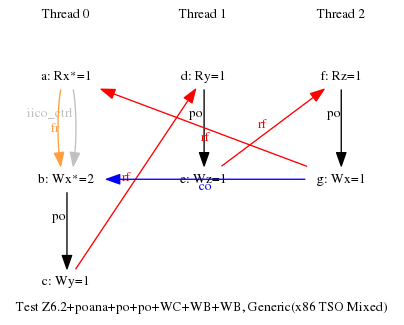 Thread 0 Thread 1 Thread 2
a: Rx*=1 d: Ry=1 f: Rz=1
iico_ctrl po po
fr rf rf
b: Wx*=2 rf e: Wz=1 g: Wx=1
co
po
c: Wy=1
Test Z6.2+poana+po+po+WC+WB+WB, Generic(x86 TSO Mixed)